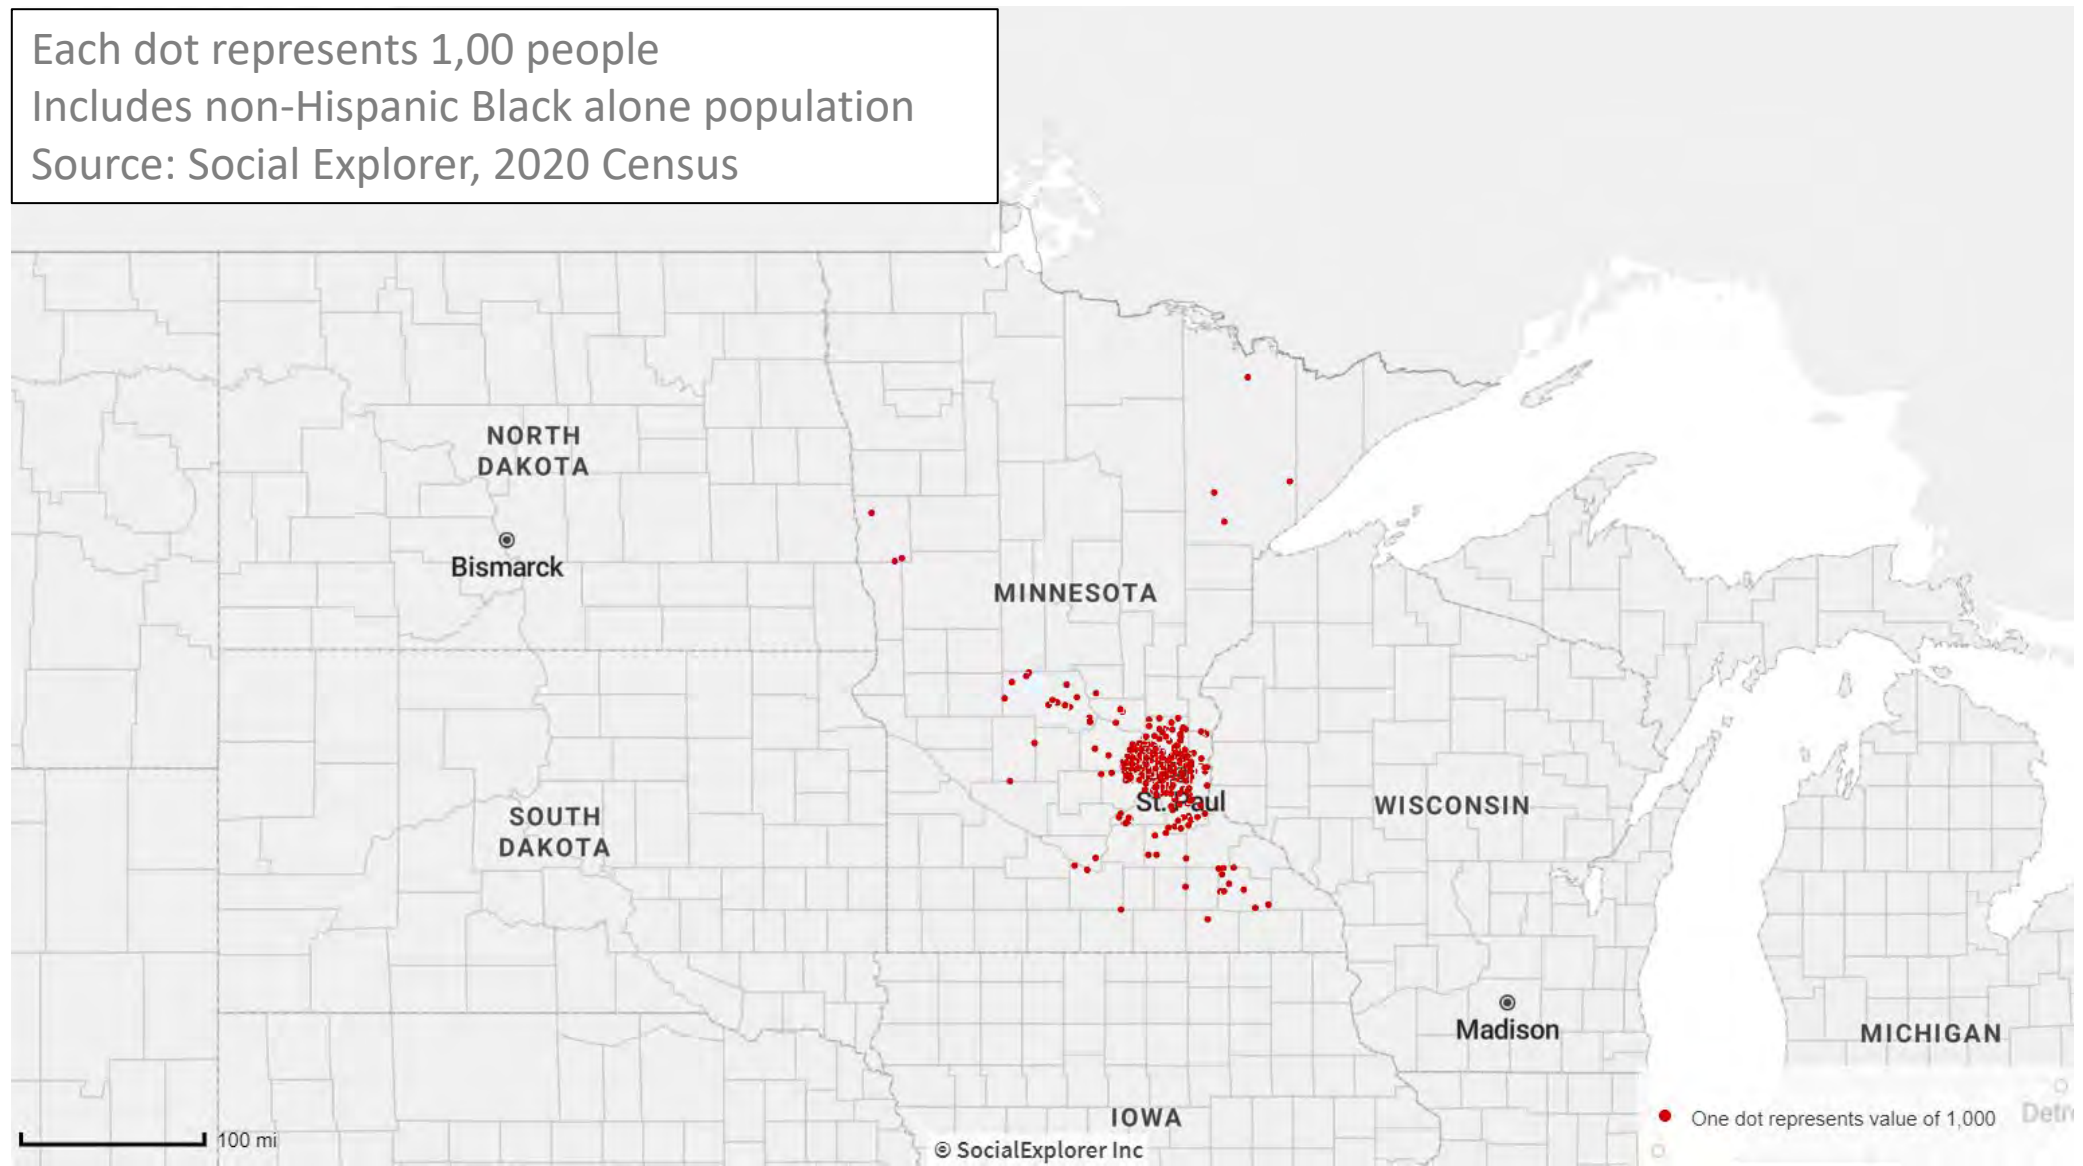 Each dot represents 1,00 people
Includes non-Hispanic Black alone population
Source: Social Explorer, 2020 Census
NORTH
DAKOTA
Bismarck
MINNESOTA
St. Paul
WISCONSIN
SOUTH
DAKOTA
Madison
MICHIGAN
IOWA
One dot represents value of 1,000
Detr
100 mi
© SocialExplorer Inc